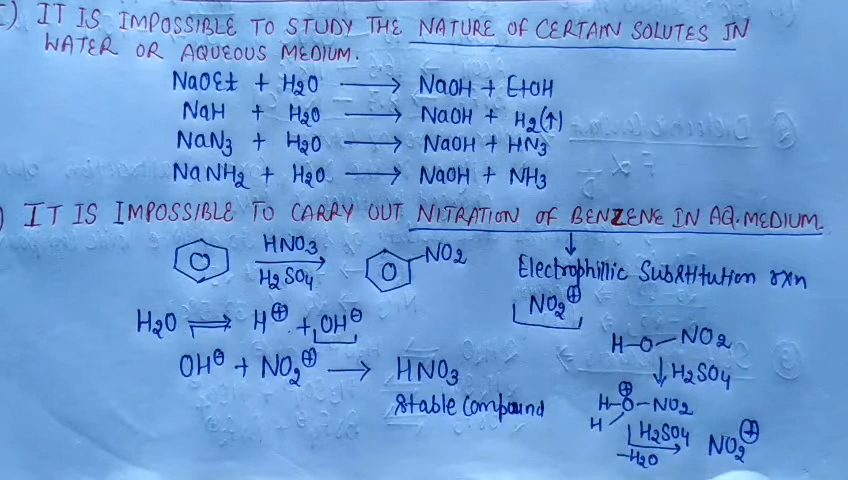 I) IT IS IMPOSSIBLE TO STUDY THE NATURE OF CERTAIN SOLUTES IN
WATER OR AQUEOUS MEDIUM.
NaOEt + H2O ⟶ NaOH + EtOH
NaH + H2O ⟶ NaOH + H2(↑)
NaN3 + H2O ⟶ NaOH + HN3
NaNH2 + H2O ⟶ NaOH + NH3
) IT IS IMPOSSIBLE TO CARRY OUT NITRATION OF BENZENE IN AQ. MEDIUM
HNO3
H2SO4
NO2
Electrophillic Substitution rxn
NO2⊕
H2O ⇌ H⊕ + OH⊖
OH⊖ + NO2⊕ ⟶ HNO3
Stable Compound
H-O-NO2
↓ H2SO4
H-O⊕-NO2
H
H2SO4
-H2O
NO2⊕